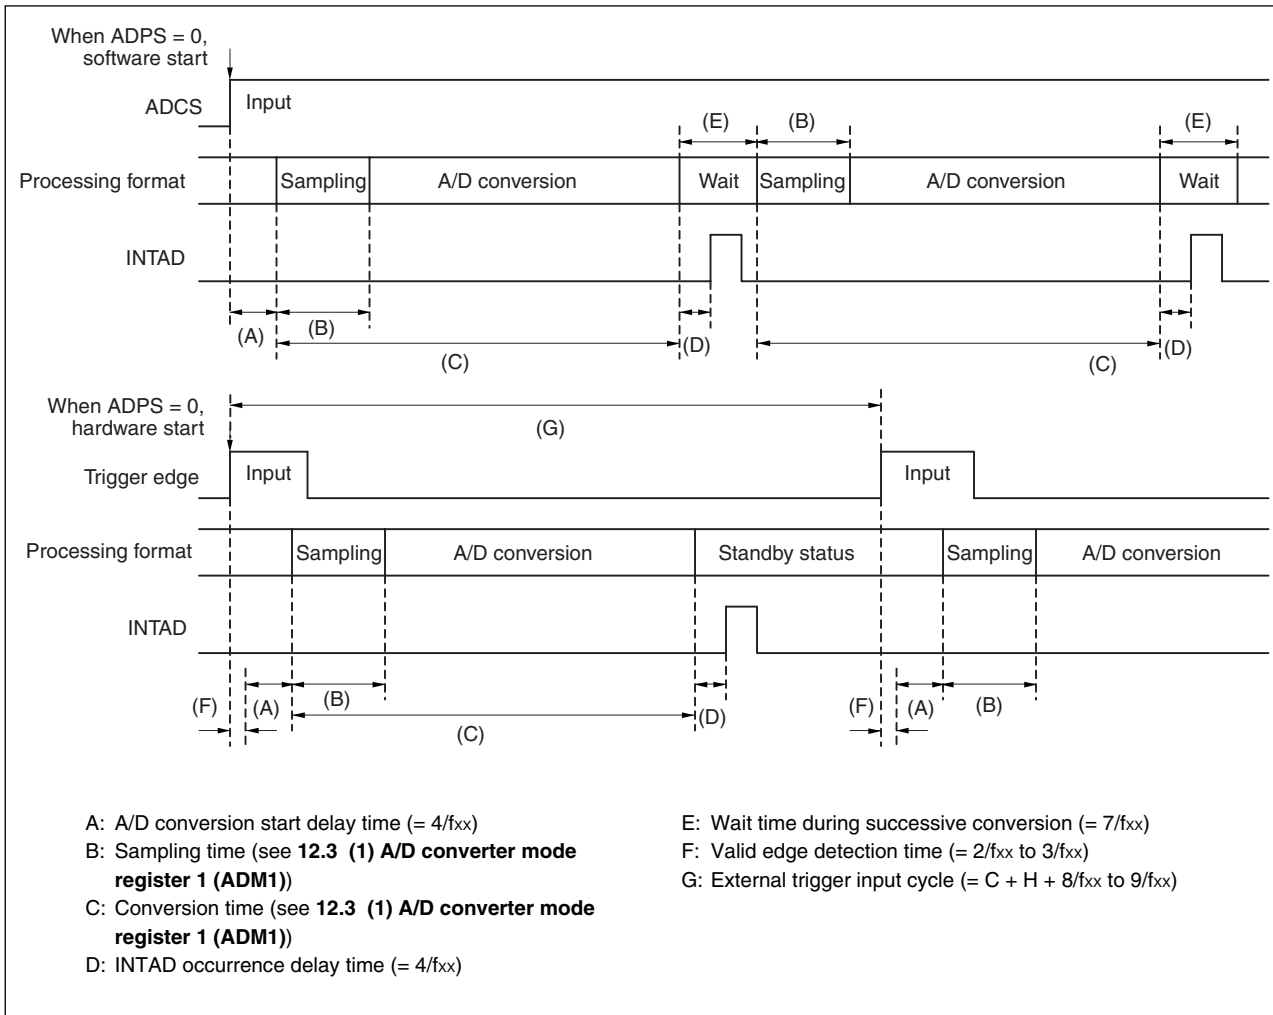 When ADPS = 0,
software start
ADCS
Input
(E)
(B)
(E)
Processing format
Sampling
A/D conversion
Wait
Sampling
A/D conversion
Wait
INTAD
(A)
(B)
(C)
(D)
(C)
(D)
When ADPS = 0,
hardware start
(G)
Trigger edge
Input
Input
Processing format
Sampling
A/D conversion
Standby status
Sampling
A/D conversion
INTAD
(F)
(A)
(B)
(C)
(D)
(F)
(A)
(B)
A: A/D conversion start delay time (= 4/fxx)
B: Sampling time (see 12.3 (1) A/D converter mode
register 1 (ADM1))
C: Conversion time (see 12.3 (1) A/D converter mode
register 1 (ADM1))
D: INTAD occurrence delay time (= 4/fxx)
E: Wait time during successive conversion (= 7/fxx)
F: Valid edge detection time (= 2/fxx to 3/fxx)
G: External trigger input cycle (= C + H + 8/fxx to 9/fxx)